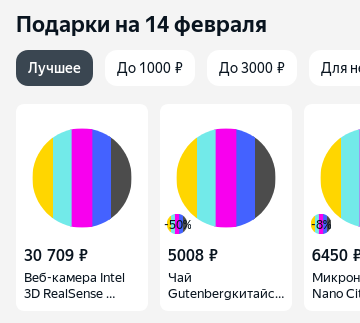 Подарки на 14 февраля
Лучшее
До 1000 ₽
До 3000 ₽
Для не
-50%
-8%
30 709 ₽
5008 ₽
6450 ₽
Веб-камера Intel
3D RealSense ...
Чай
Gutenbergкитайс...
Микрон
Nano Cit